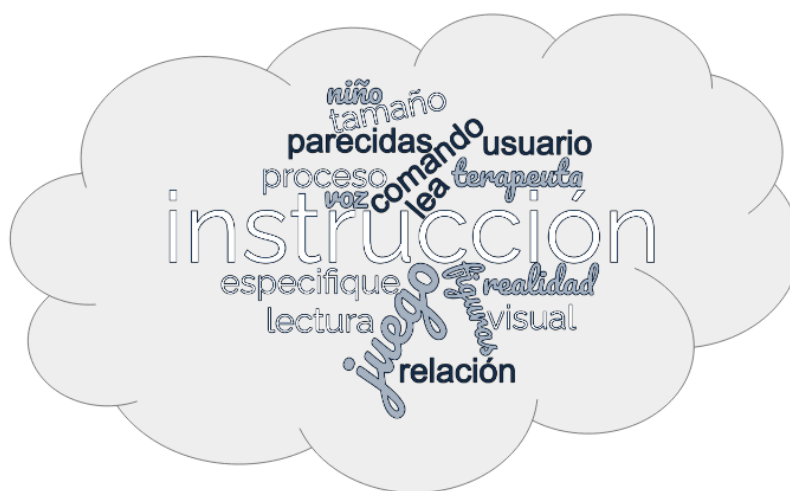 niño
tamaño
parecidas
comando
usuario
proceso
voz
lea
terapeuta
instrucción
especifique
juego
figuras
realidad
lectura
visual
relación